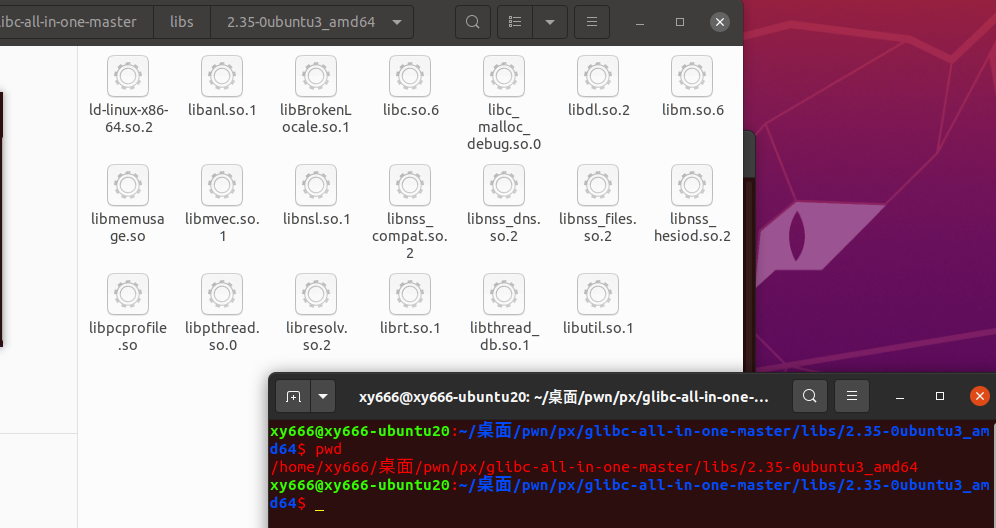 libc-all-in-one-master libs 2.35-0ubuntu3_amd64
ld-linux-x86-64.so.2
libanl.so.1
libBrokenLocale.so.1
libc.so.6
libc_malloc_debug.so.0
libdl.so.2
libm.so.6
libmemusage.so
libmvec.so.1
libnsl.so.1
libnss_compat.so.2
libnss_dns.so.2
libnss_files.so.2
libnss_hesiod.so.2
libpcprofile.so
libpthread.so.0
libresolv.so.2
librt.so.1
libthread_db.so.1
libutil.so.1
xy666@xy666-ubuntu20: ~/桌面/pwn/px/glibc-all-in-one-...
xy666@xy666-ubuntu20:~/桌面/pwn/px/glibc-all-in-one-master/libs/2.35-0ubuntu3_am
d64$ pwd
/home/xy666/桌面/pwn/px/glibc-all-in-one-master/libs/2.35-0ubuntu3_amd64
xy666@xy666-ubuntu20:~/桌面/pwn/px/glibc-all-in-one-master/libs/2.35-0ubuntu3_am
d64$ _